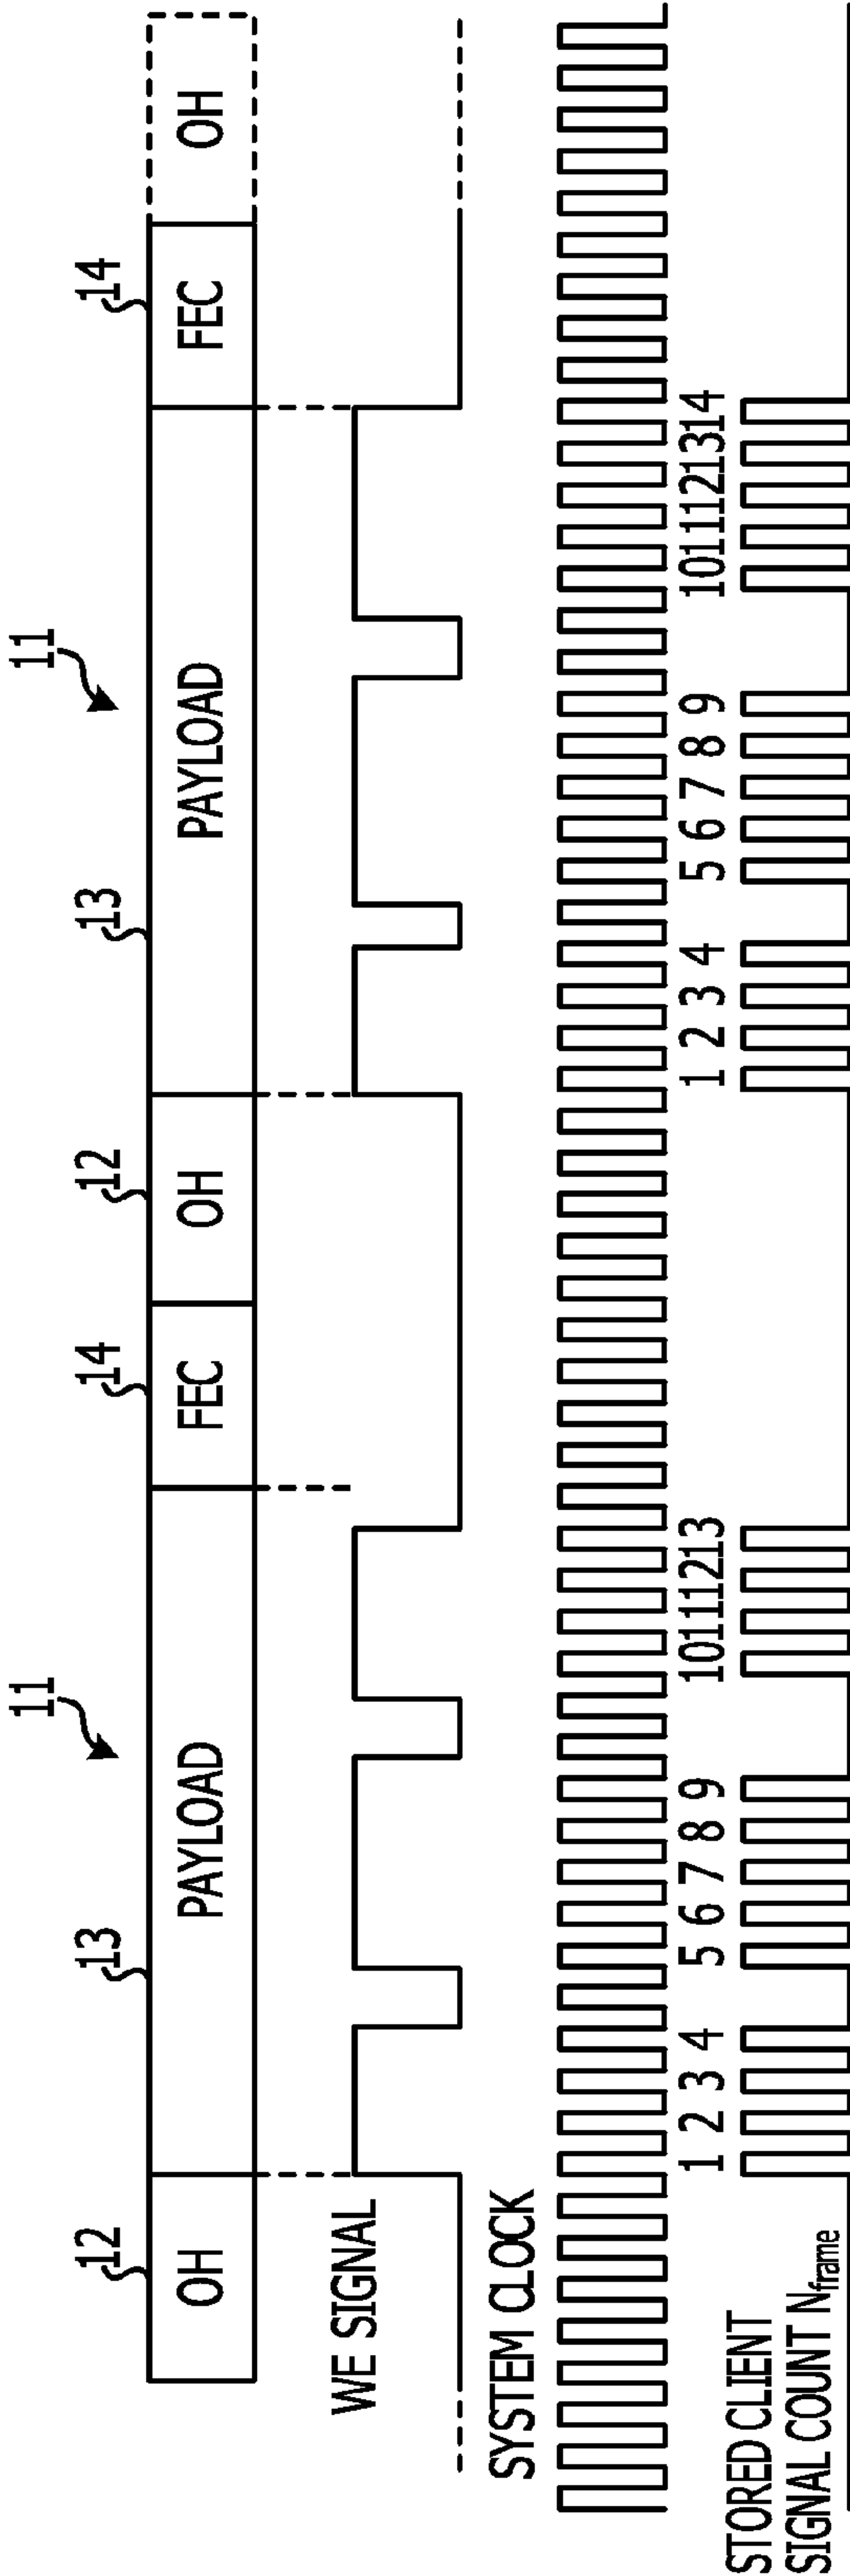 11 11
12 13 14 12 13 14
OH PAYLOAD FEC OH PAYLOAD FEC OH
WE SIGNAL
SYSTEM CLOCK
1 2 3 4 5 6 7 8 9 10 11 12 13 1 2 3 4 5 6 7 8 9 10 11 12 13 14
STORED CLIENT
SIGNAL COUNT Nframe